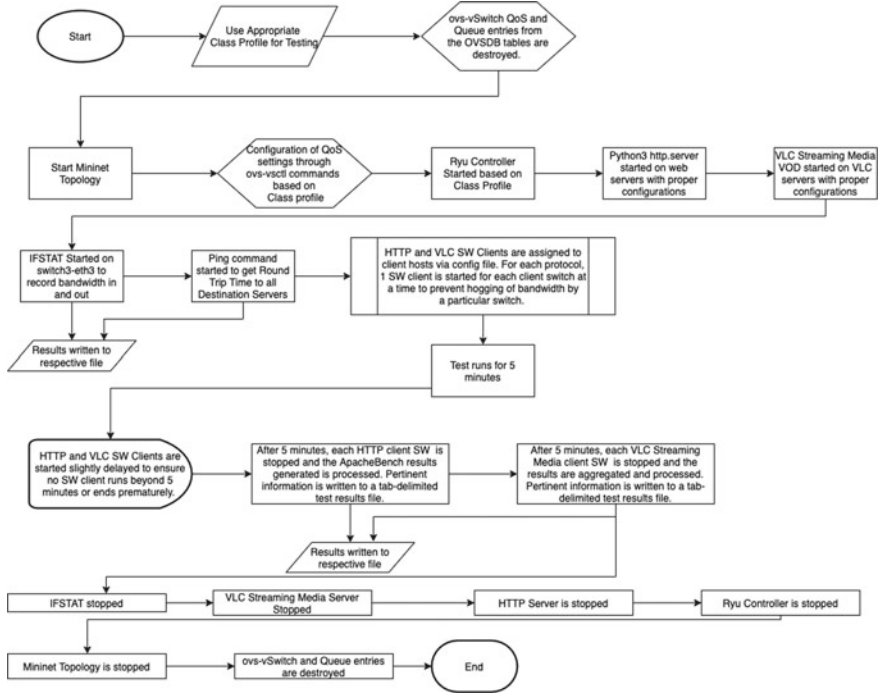 Start
Use Appropriate
Class Profile for Testing
ovs-vSwitch QoS and
Queue entries from
the OVSDB tables are
destroyed.
Start Mininet
Topology
Configuration of QoS
settings through
ovs-vsctl commands
based on
Class profile
Ryu Controller
Started based on
Class Profile
Python3 http.server
started on web
servers with proper
configurations
VLC Streaming Media
VOD started on VLC
servers with proper
configurations
IFSTAT Started on
switch3-eth3 to
record bandwidth in
and out
Ping command
started to get Round
Trip Time to all
Destination Servers
HTTP and VLC SW Clients are assigned to
client hosts via config file. For each protocol,
1 SW client is started for each client switch at
a time to prevent hogging of bandwidth by
a particular switch.
Results written to
respective file
Test runs for 5
minutes
HTTP and VLC SW Clients are
started slightly delayed to ensure
no SW client runs beyond 5
minutes or ends prematurely.
After 5 minutes, each HTTP client SW is
stopped and the ApacheBench results
generated is processed. Pertinent
information is written to a tab-delimited
test results file.
After 5 minutes, each VLC Streaming
Media client SW is stopped and the
results are aggregated and processed.
Pertinent information is written to a tab-
delimited test results file.
Results written to
respective file
IFSTAT stopped
VLC Streaming Media Server
Stopped
HTTP Server is stopped
Ryu Controller is stopped
Mininet Topology is stopped
ovs-vSwitch and Queue entries
are destroyed
End